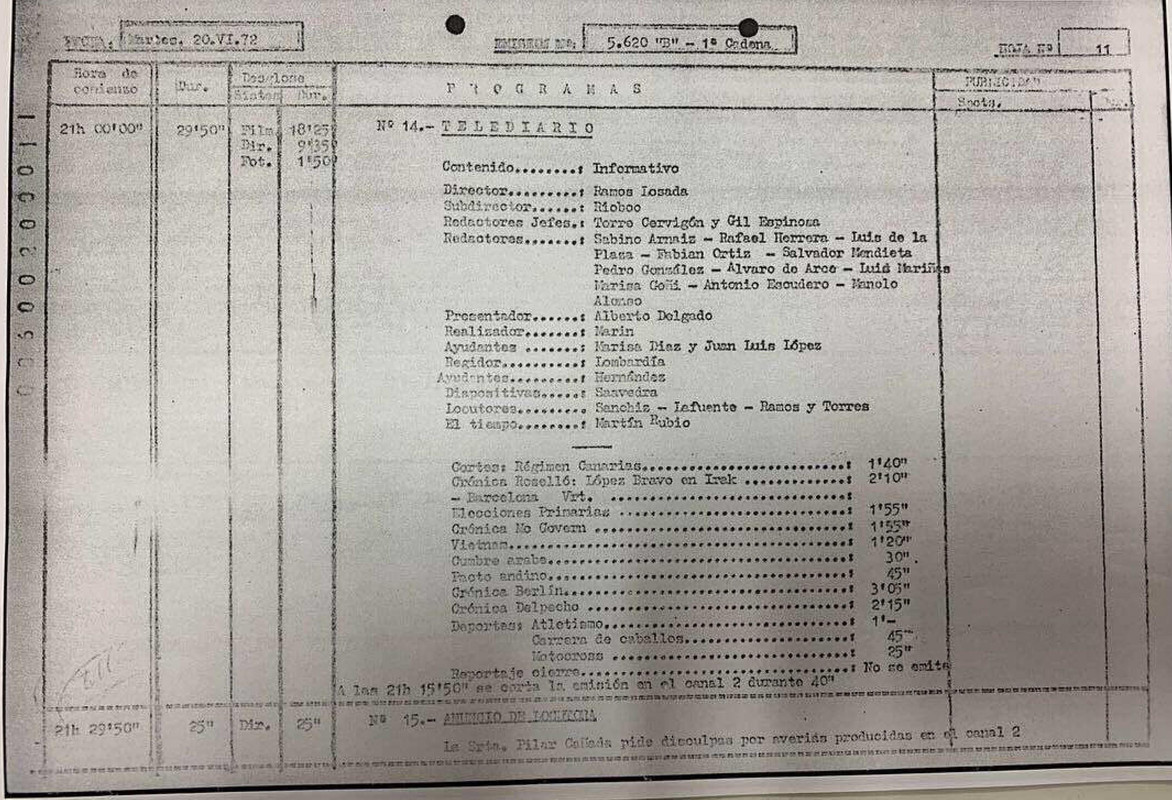 FECHA: Martes, 20.VI.72
EMISION Nº: 5.620 "B" - 1ª Cadena
HOJA Nº 11
Hora de comienzo
Dur.
Desglose
Sistem Dur.
P R O G R A M A S
PUBLICIDAD
Spots.
21h 00'00" 29'50" Film 18'25" Nº 14.- TELEDIARIO
Dir. 9'35"
Fot. 1'50"
Contenido........: Informativo
Director.........: Ramos Losada
Subdirector......: Rioboo
Redactores Jefes.: Torre Cervigón y Gil Espinosa
Redactores.......: Sabino Arnaiz - Rafael Herrera - Luis de la
Plaza - Fabian Ortiz - Salvador Mendieta
Pedro González - Alvaro de Arce - Luis Mariñas
Marisa Goñi - Antonio Escudero - Manolo
Alonso
Presentador......: Alberto Delgado
Realizador.......: Marin
Ayudantes .......: Marisa Diaz y Juan Luis López
Regidor..........: Lombardía
Ayudantes........: Hernández
Diapositivas.....: Saavedra
Locutores........: Sanchiz - Lafuente - Ramos y Torres
El tiempo........: Martín Rubio
Cortes: Régimen Canarias..........................: 1'40"
Crónica Roselló: López Bravo en Irak ..............: 2'10"
- Barcelona Vrt. ..............................:
Elecciones Primarias .............................: 1'55"
Crónica Mc Govern ................................: 1'55"
Vietnam...........................................: 1'20"
Cumbre arabe......................................: 30"
Pacto andino......................................: 45"
Crónica Berlín....................................: 3'05"
Crónica Delpecho .................................: 2'15"
Deportes: Atletismo...............................: 1'-
Carrera de caballos.....................: 45"
Motocross ..............................: 25"
Reportaje cierre..................................: No se emite
A las 21h 15'50" se corta la emisión en el canal 2 durante 40"
21h 29'50" 25" Dir. 25" Nº 15.- ANUNCIO DE LOCUTORA
La Srta. Pilar Cañada pide disculpas por averias producidas en el canal 2